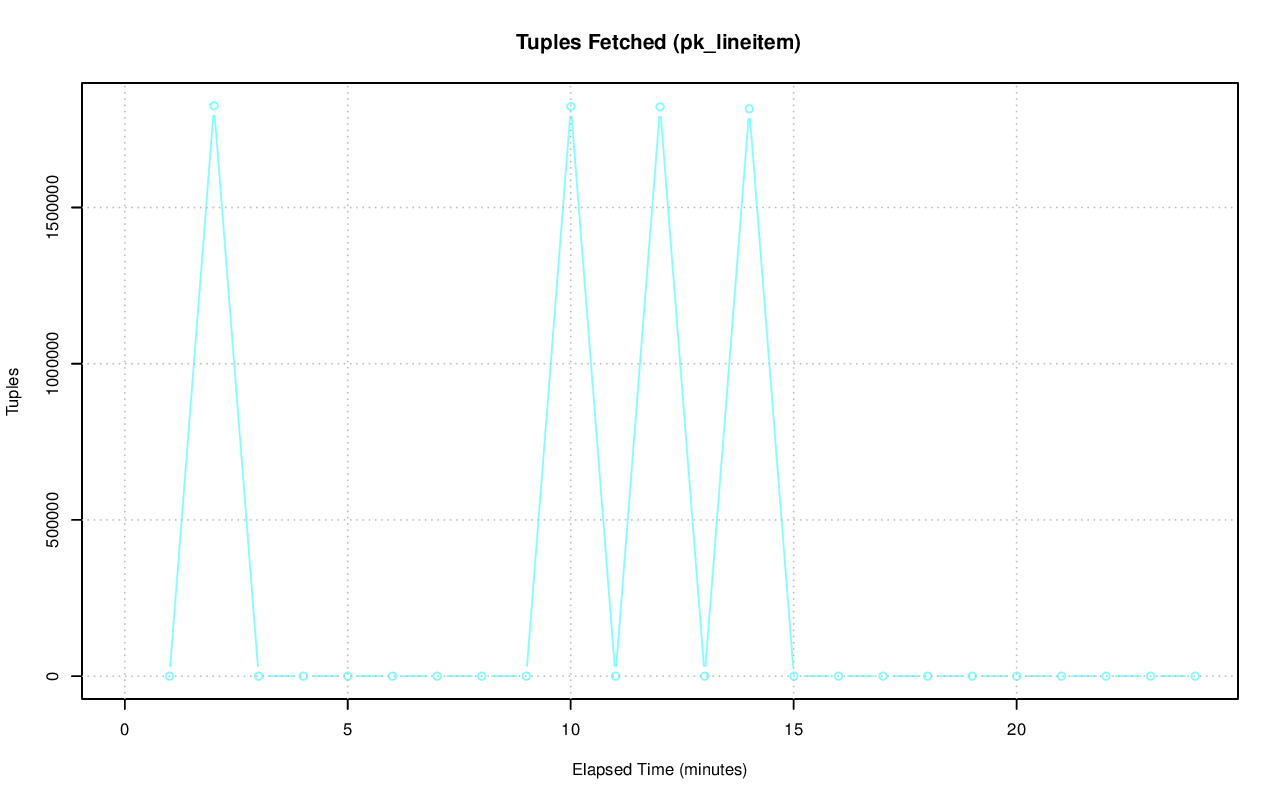 Tuples Fetched (pk_lineitem)
Tuples
1500000
1000000
500000
0
0 5 10 15 20
Elapsed Time (minutes)